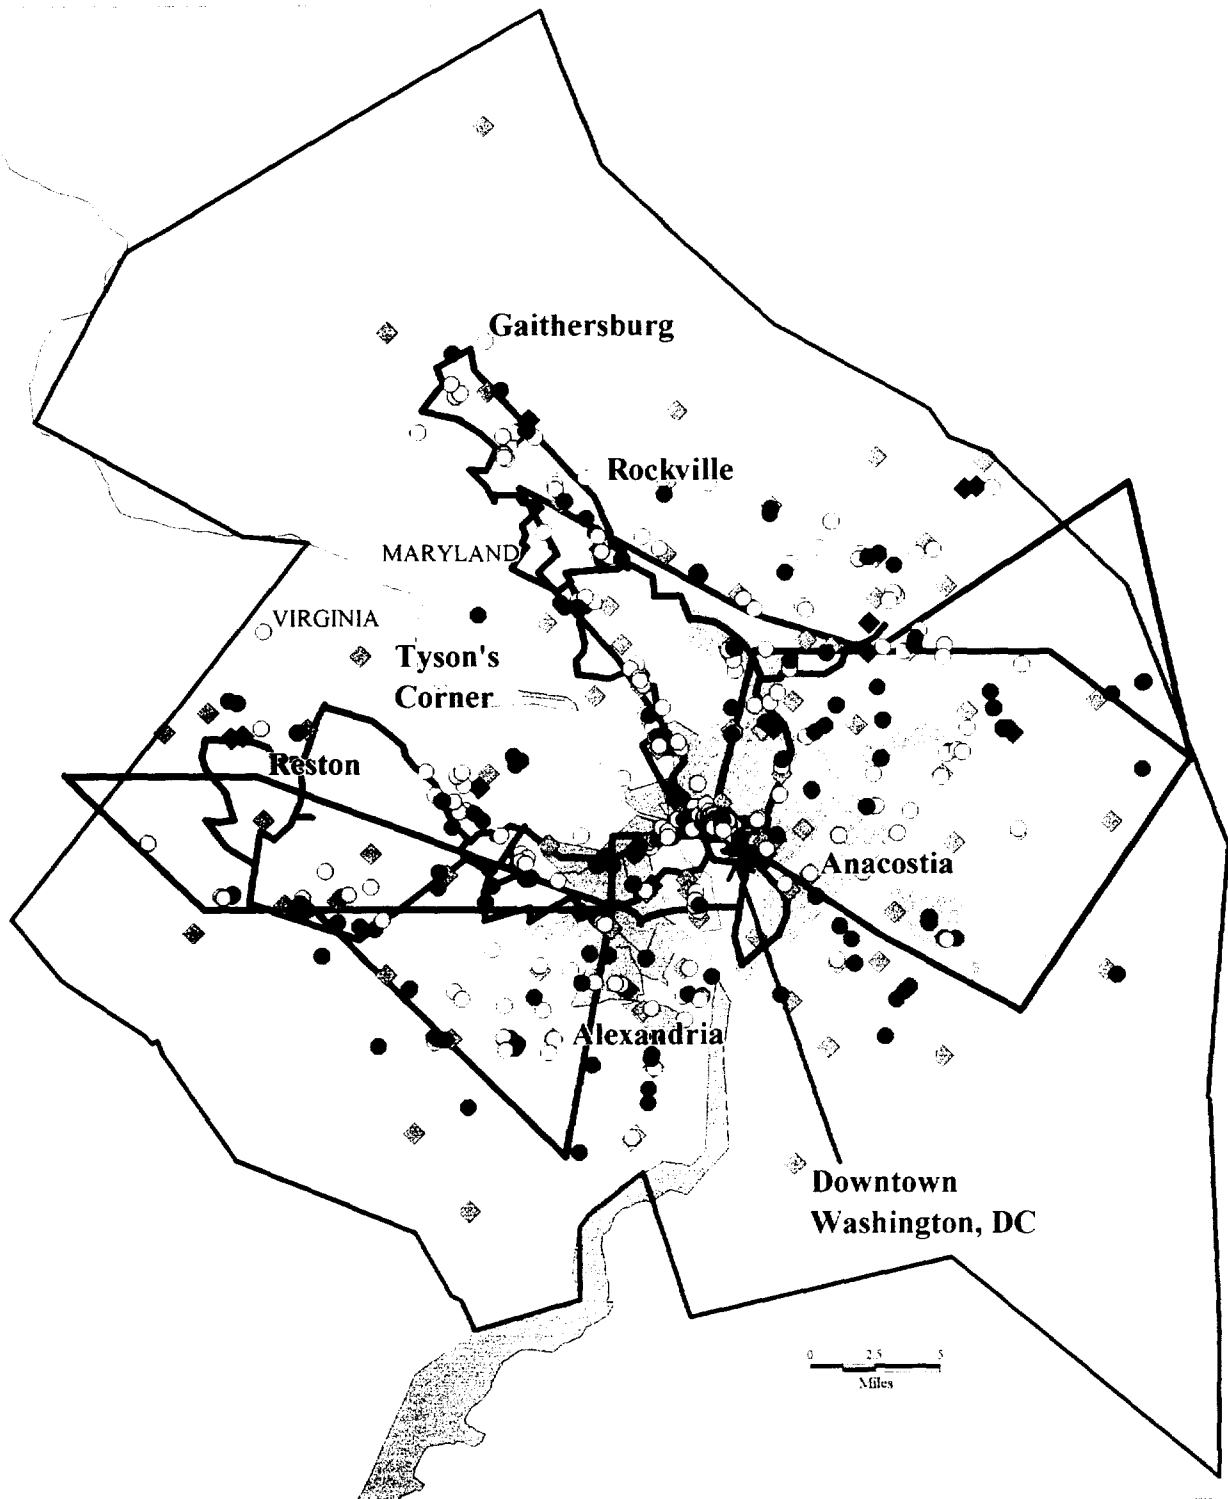 Gaithersburg
Rockville
MARYLAND
VIRGINIA
Tyson's
Corner
Reston
Anacostia
Alexandria
Downtown
Washington, DC
0 2.5 5
Miles